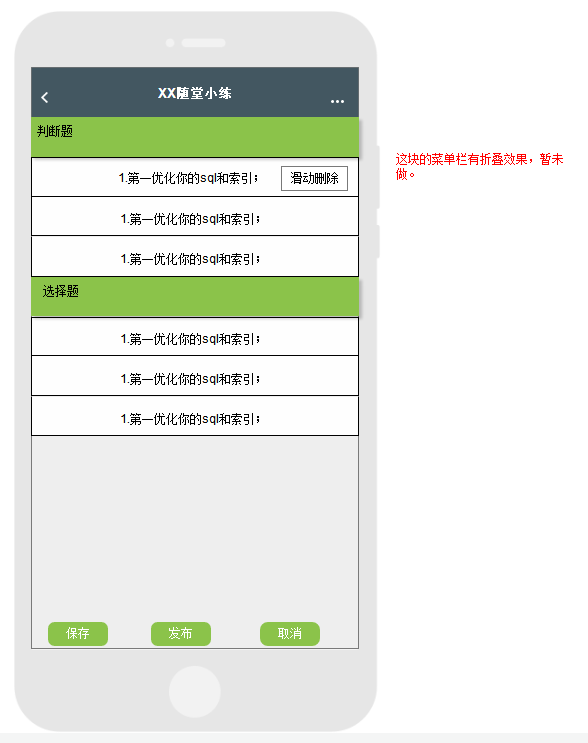 XX随堂小练
...
判断题
这块的菜单栏有折叠效果，暂未
做。
1.第一优化你的sql和索引；
滑动删除
1.第一优化你的sql和索引；
1.第一优化你的sql和索引；
选择题
1.第一优化你的sql和索引；
1.第一优化你的sql和索引；
1.第一优化你的sql和索引；
保存
发布
取消